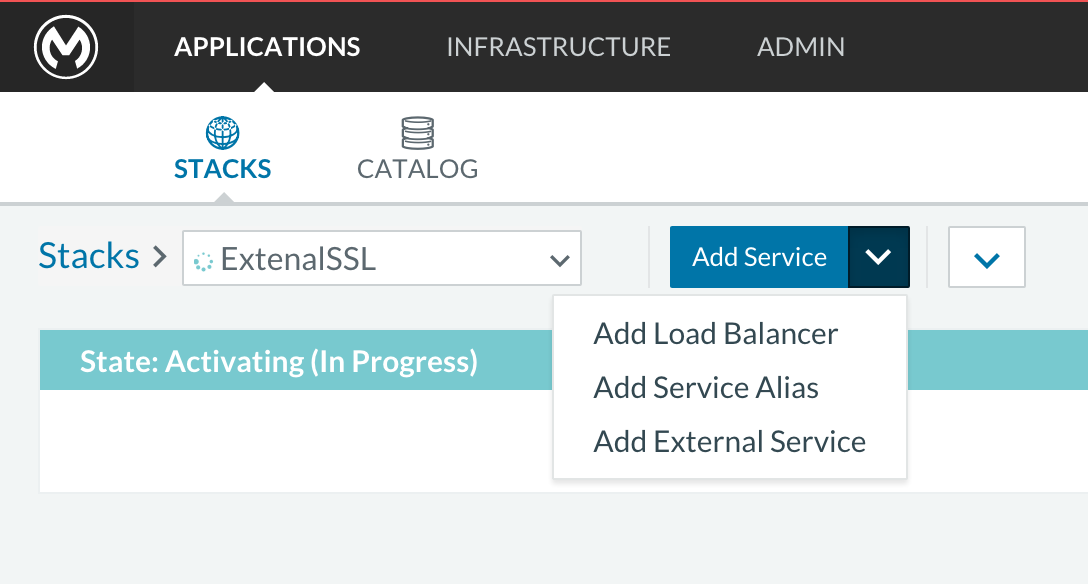 APPLICATIONS INFRASTRUCTURE ADMIN
STACKS CATALOG
Stacks ExtenalSSL Add Service
Add Load Balancer
State: Activating (In Progress)
Add Service Alias
Add External Service